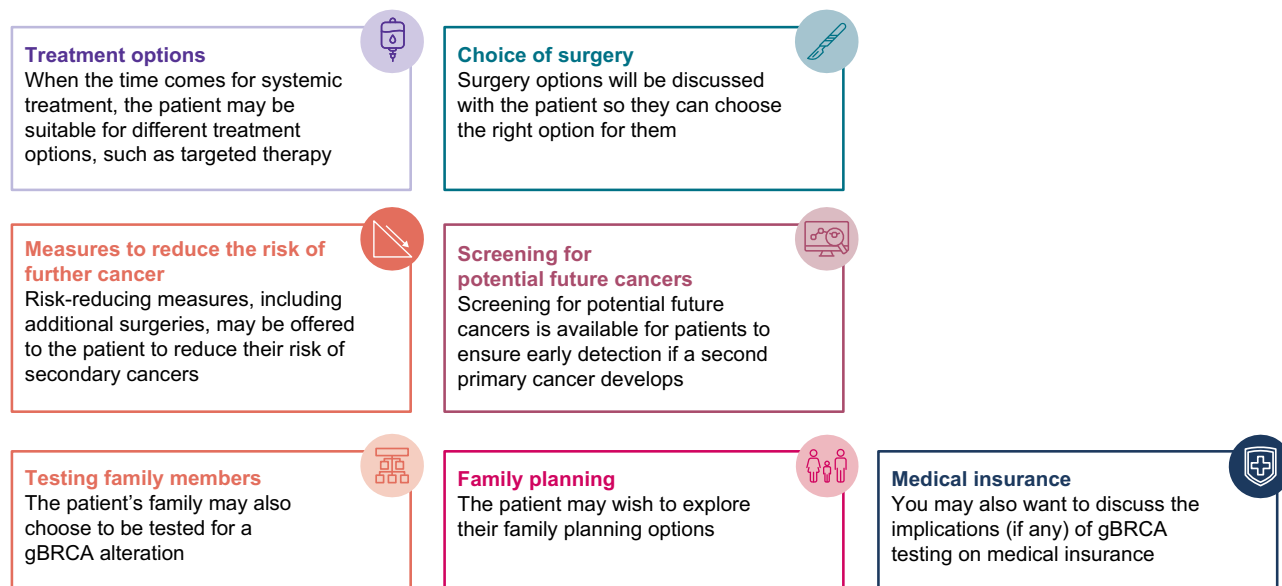 Treatment options
When the time comes for systemic
treatment, the patient may be
suitable for different treatment
options, such as targeted therapy
Choice of surgery
Surgery options will be discussed
with the patient so they can choose
the right option for them
Measures to reduce the risk of
further cancer
Risk-reducing measures, including
additional surgeries, may be offered
to the patient to reduce their risk of
secondary cancers
Screening for
potential future cancers
Screening for potential future
cancers is available for patients to
ensure early detection if a second
primary cancer develops
Testing family members
The patient’s family may also
choose to be tested for a
gBRCA alteration
Family planning
The patient may wish to explore
their family planning options
Medical insurance
You may also want to discuss the
implications (if any) of gBRCA
testing on medical insurance